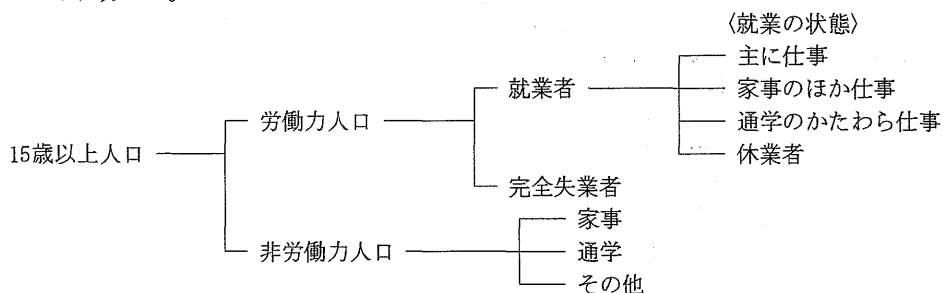 〈就業の状態〉
主に仕事
就業者
家事のほか仕事
労働力人口
通学のかたわら仕事
15歳以上人口
休業者
完全失業者
家事
非労働力人口
通学
その他